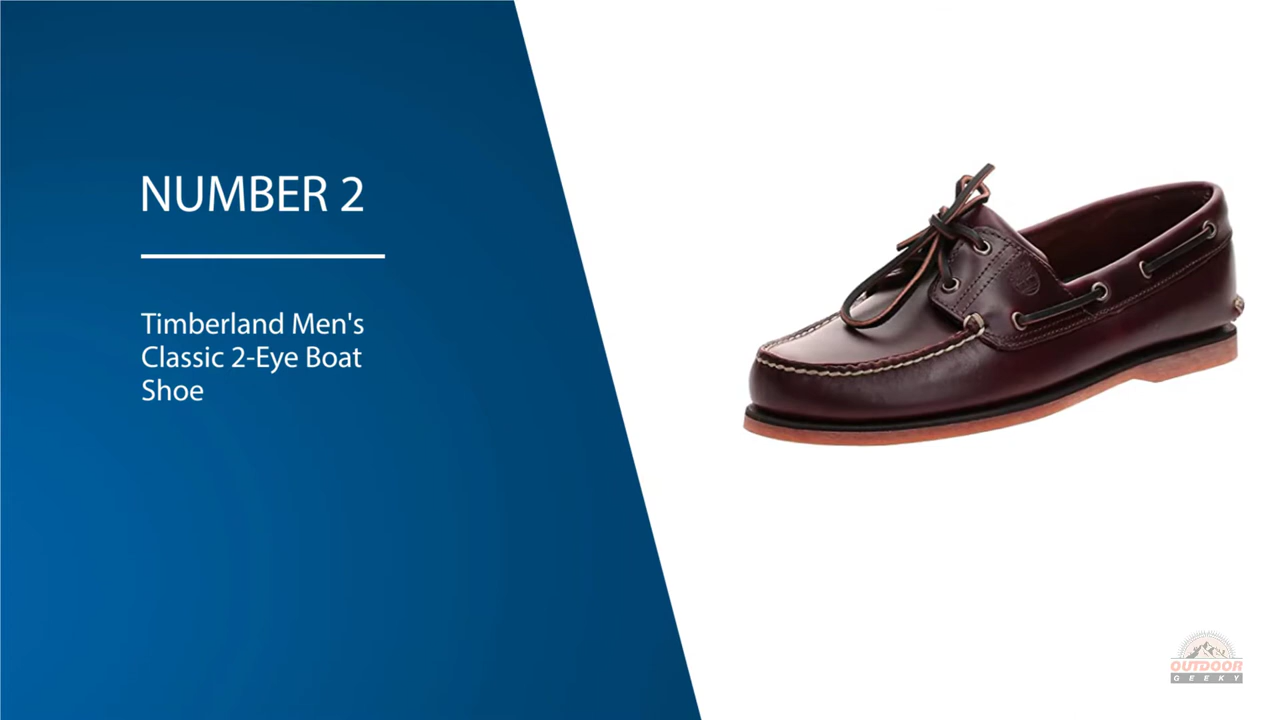 NUMBER 2
Timberland Men's
Classic 2-Eye Boat
Shoe
OUTDOOR
GEEKY